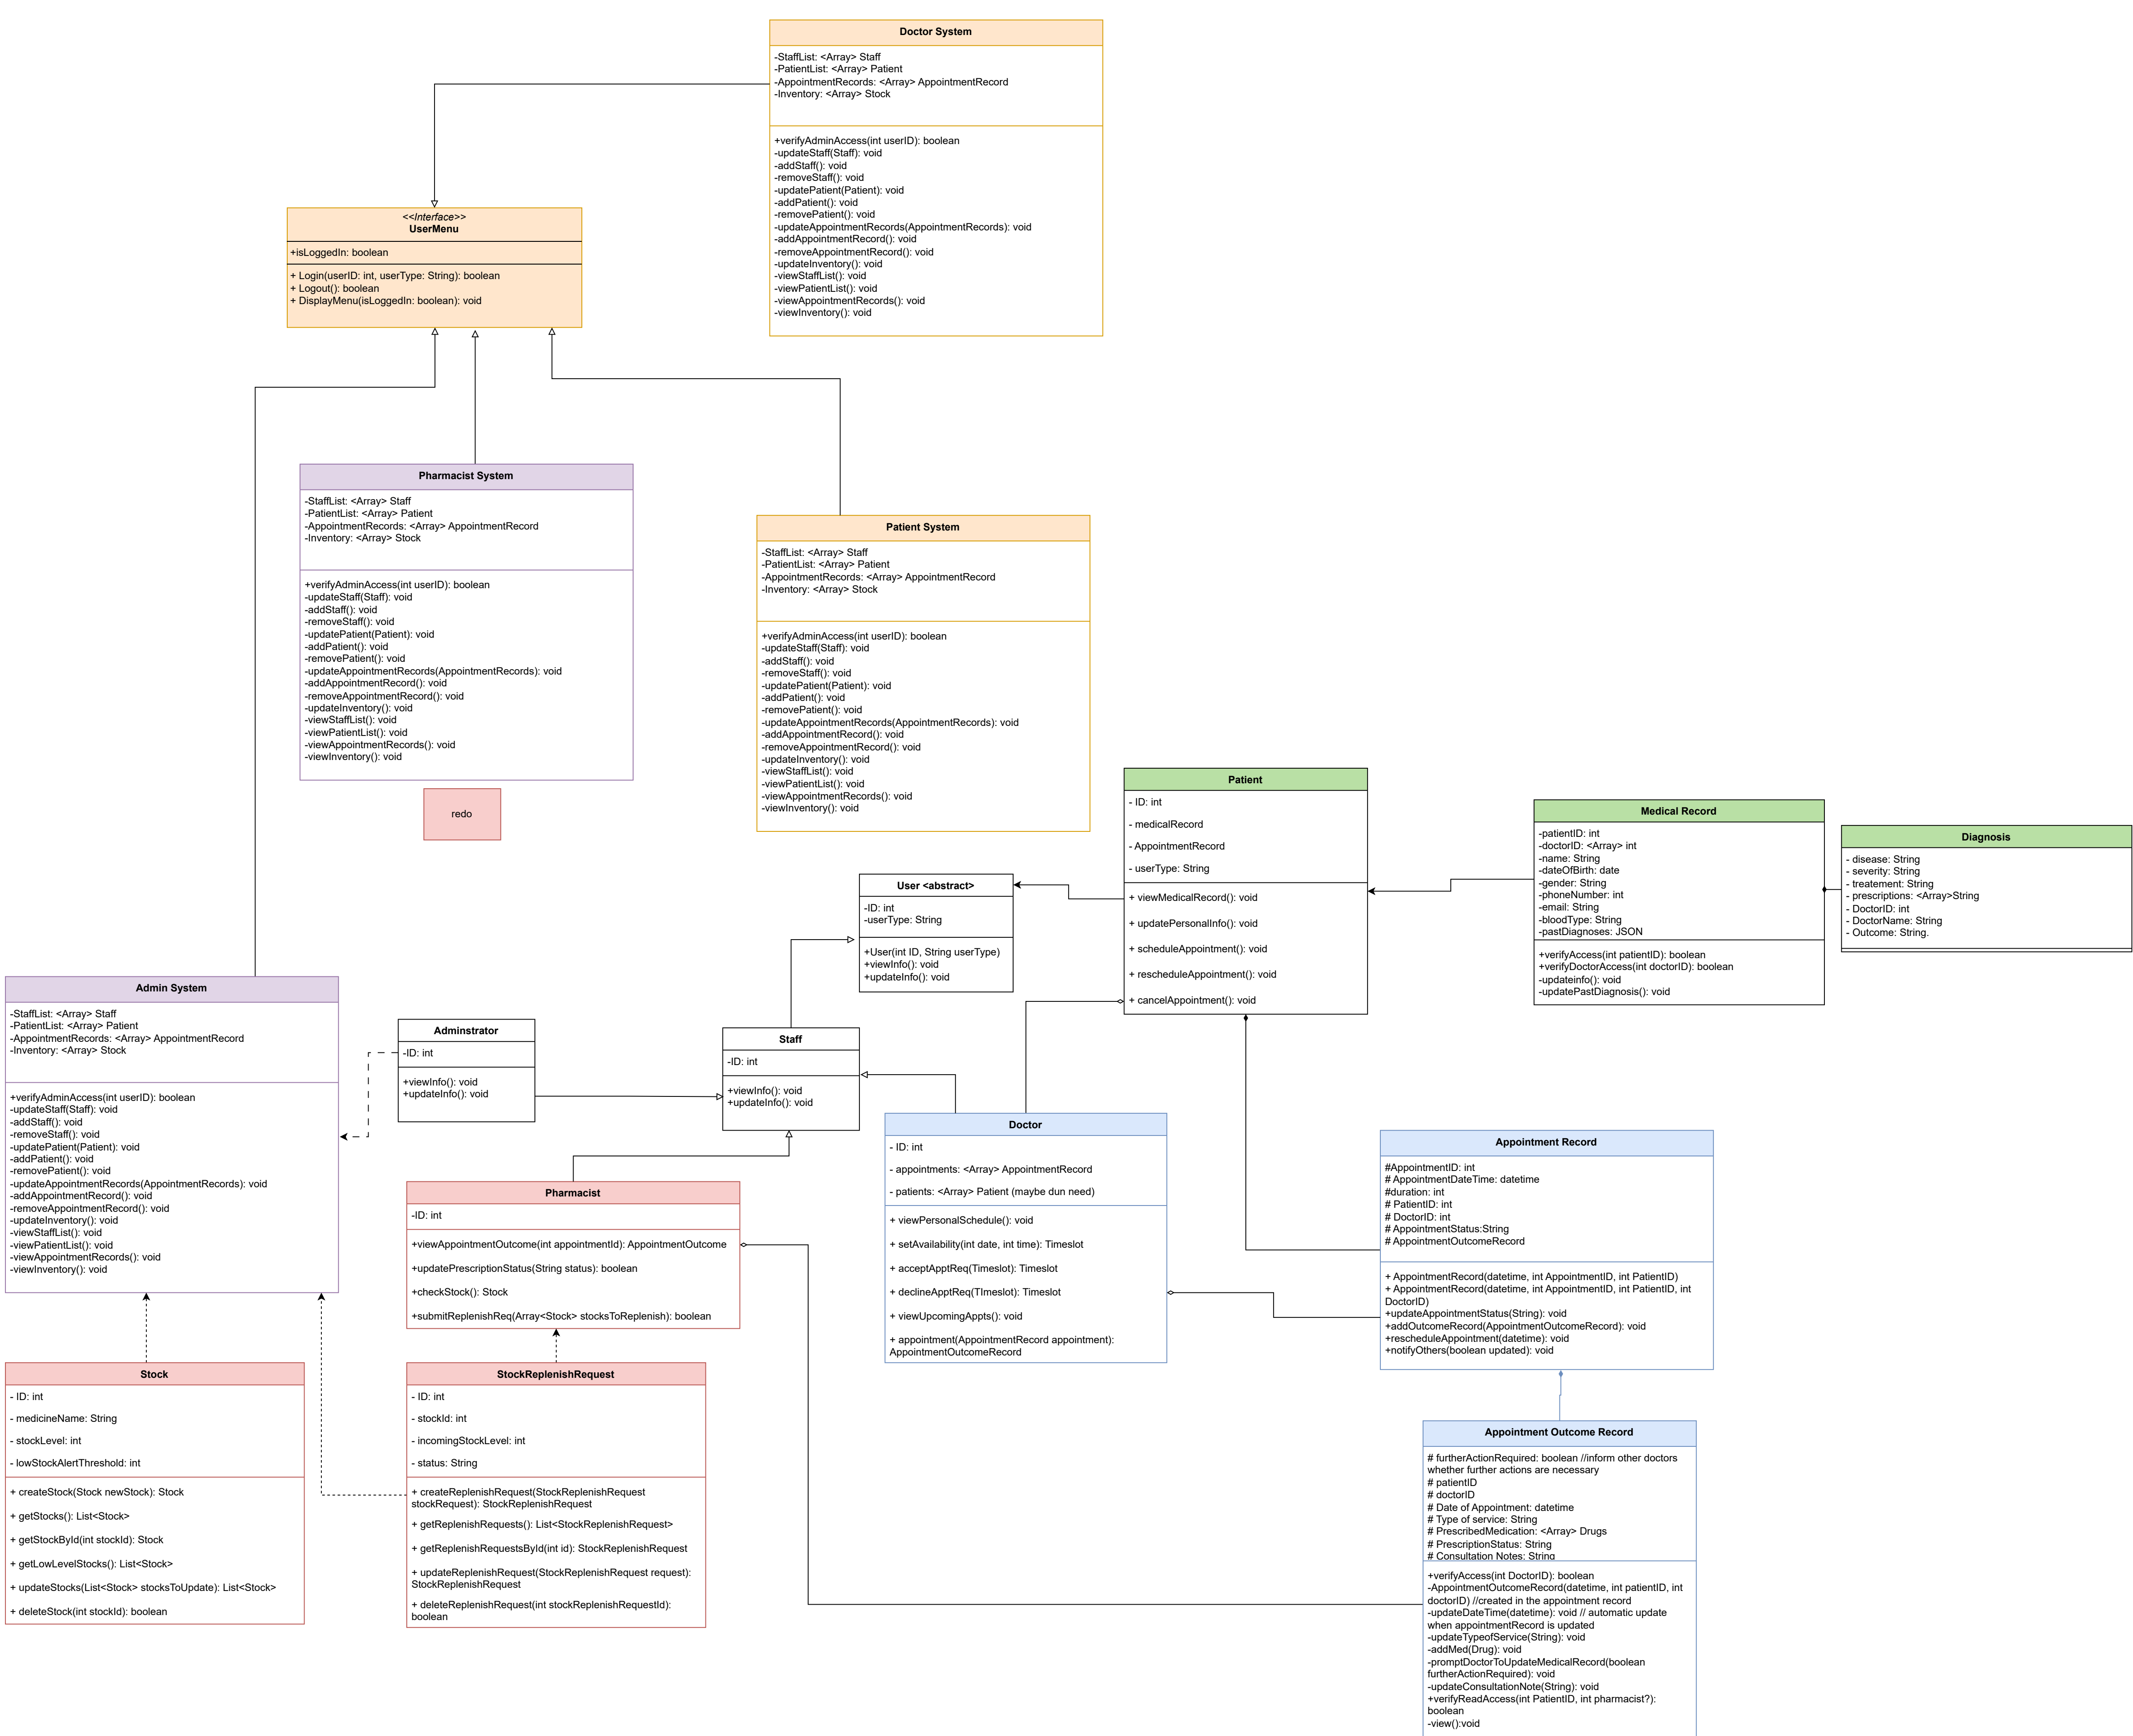 Doctor System
-StaffList: <Array> Staff
-PatientList: <Array> Patient
-AppointmentRecords: <Array> AppointmentRecord
-Inventory: <Array> Stock
+verifyAdminAccess(int userID): boolean
-updateStaff(Staff): void
-addStaff(): void
-removeStaff(): void
-updatePatient(Patient): void
-addPatient(): void
-removePatient(): void
-updateAppointmentRecords(AppointmentRecords): void
-addAppointmentRecord(): void
-removeAppointmentRecord(): void
-updateInventory(): void
-viewStaffList(): void
-viewPatientList(): void
-viewAppointmentRecords(): void
-viewInventory(): void
<<Interface>>
UserMenu
+isLoggedIn: boolean
+ Login(userID: int, userType: String): boolean
+ Logout(): boolean
+ DisplayMenu(isLoggedIn: boolean): void
Pharmacist System
-StaffList: <Array> Staff
-PatientList: <Array> Patient
-AppointmentRecords: <Array> AppointmentRecord
-Inventory: <Array> Stock
+verifyAdminAccess(int userID): boolean
-updateStaff(Staff): void
-addStaff(): void
-removeStaff(): void
-updatePatient(Patient): void
-addPatient(): void
-removePatient(): void
-updateAppointmentRecords(AppointmentRecords): void
-addAppointmentRecord(): void
-removeAppointmentRecord(): void
-updateInventory(): void
-viewStaffList(): void
-viewPatientList(): void
-viewAppointmentRecords(): void
-viewInventory(): void
redo
Patient System
-StaffList: <Array> Staff
-PatientList: <Array> Patient
-AppointmentRecords: <Array> AppointmentRecord
-Inventory: <Array> Stock
+verifyAdminAccess(int userID): boolean
-updateStaff(Staff): void
-addStaff(): void
-removeStaff(): void
-updatePatient(Patient): void
-addPatient(): void
-removePatient(): void
-updateAppointmentRecords(AppointmentRecords): void
-addAppointmentRecord(): void
-removeAppointmentRecord(): void
-updateInventory(): void
-viewStaffList(): void
-viewPatientList(): void
-viewAppointmentRecords(): void
-viewInventory(): void
Patient
- ID: int
- medicalRecord
- AppointmentRecord
- userType: String
+ viewMedicalRecord(): void
+ updatePersonalInfo(): void
+ scheduleAppointment(): void
+ rescheduleAppointment(): void
+ cancelAppointment(): void
Medical Record
-patientID: int
-doctorID: <Array> int
-name: String
-dateOfBirth: date
-gender: String
-phoneNumber: int
-email: String
-bloodType: String
-pastDiagnoses: JSON
+verifyAccess(int patientID): boolean
+verifyDoctorAccess(int doctorID): boolean
-updateinfo(): void
-updatePastDiagnosis(): void
Diagnosis
- disease: String
- severity: String
- treatement: String
- prescriptions: <Array>String
- DoctorID: int
- DoctorName: String
- Outcome: String.
User <abstract>
-ID: int
-userType: String
+User(int ID, String userType)
+viewInfo(): void
+updateInfo(): void
Admin System
-StaffList: <Array> Staff
-PatientList: <Array> Patient
-AppointmentRecords: <Array> AppointmentRecord
-Inventory: <Array> Stock
+verifyAdminAccess(int userID): boolean
-updateStaff(Staff): void
-addStaff(): void
-removeStaff(): void
-updatePatient(Patient): void
-addPatient(): void
-removePatient(): void
-updateAppointmentRecords(AppointmentRecords): void
-addAppointmentRecord(): void
-removeAppointmentRecord(): void
-updateInventory(): void
-viewStaffList(): void
-viewPatientList(): void
-viewAppointmentRecords(): void
-viewInventory(): void
Adminstrator
-ID: int
+viewInfo(): void
+updateInfo(): void
Staff
-ID: int
+viewInfo(): void
+updateInfo(): void
Doctor
- ID: int
- appointments: <Array> AppointmentRecord
- patients: <Array> Patient (maybe dun need)
+ viewPersonalSchedule(): void
+ setAvailability(int date, int time): Timeslot
+ acceptApptReq(Timeslot): Timeslot
+ declineApptReq(TImeslot): Timeslot
+ viewUpcomingAppts(): void
+ appointment(AppointmentRecord appointment):
AppointmentOutcomeRecord
Appointment Record
#AppointmentID: int
# AppointmentDateTime: datetime
#duration: int
# PatientID: int
# DoctorID: int
# AppointmentStatus:String
# AppointmentOutcomeRecord
+ AppointmentRecord(datetime, int AppointmentID, int PatientID)
+ AppointmentRecord(datetime, int AppointmentID, int PatientID, int
DoctorID)
+updateAppointmentStatus(String): void
+addOutcomeRecord(AppointmentOutcomeRecord): void
+rescheduleAppointment(datetime): void
+notifyOthers(boolean updated): void
Pharmacist
-ID: int
+viewAppointmentOutcome(int appointmentId): AppointmentOutcome
+updatePrescriptionStatus(String status): boolean
+checkStock(): Stock
+submitReplenishReq(Array<Stock> stocksToReplenish): boolean
Stock
- ID: int
- medicineName: String
- stockLevel: int
- lowStockAlertThreshold: int
+ createStock(Stock newStock): Stock
+ getStocks(): List<Stock>
+ getStockById(int stockId): Stock
+ getLowLevelStocks(): List<Stock>
+ updateStocks(List<Stock> stocksToUpdate): List<Stock>
+ deleteStock(int stockId): boolean
StockReplenishRequest
- ID: int
- stockId: int
- incomingStockLevel: int
- status: String
+ createReplenishRequest(StockReplenishRequest
stockRequest): StockReplenishRequest
+ getReplenishRequests(): List<StockReplenishRequest>
+ getReplenishRequestsById(int id): StockReplenishRequest
+ updateReplenishRequest(StockReplenishRequest request):
StockReplenishRequest
+ deleteReplenishRequest(int stockReplenishRequestId):
boolean
Appointment Outcome Record
# furtherActionRequired: boolean //inform other doctors
whether further actions are necessary
# patientID
# doctorID
# Date of Appointment: datetime
# Type of service: String
# PrescribedMedication: <Array> Drugs
# PrescriptionStatus: String
# Consultation Notes: String
+verifyAccess(int DoctorID): boolean
-AppointmentOutcomeRecord(datetime, int patientID, int
doctorID) //created in the appointment record
-updateDateTime(datetime): void // automatic update
when appointmentRecord is updated
-updateTypeofService(String): void
-addMed(Drug): void
-promptDoctorToUpdateMedicalRecord(boolean
furtherActionRequired): void
-updateConsultationNote(String): void
+verifyReadAccess(int PatientID, int pharmacist?):
boolean
-view():void